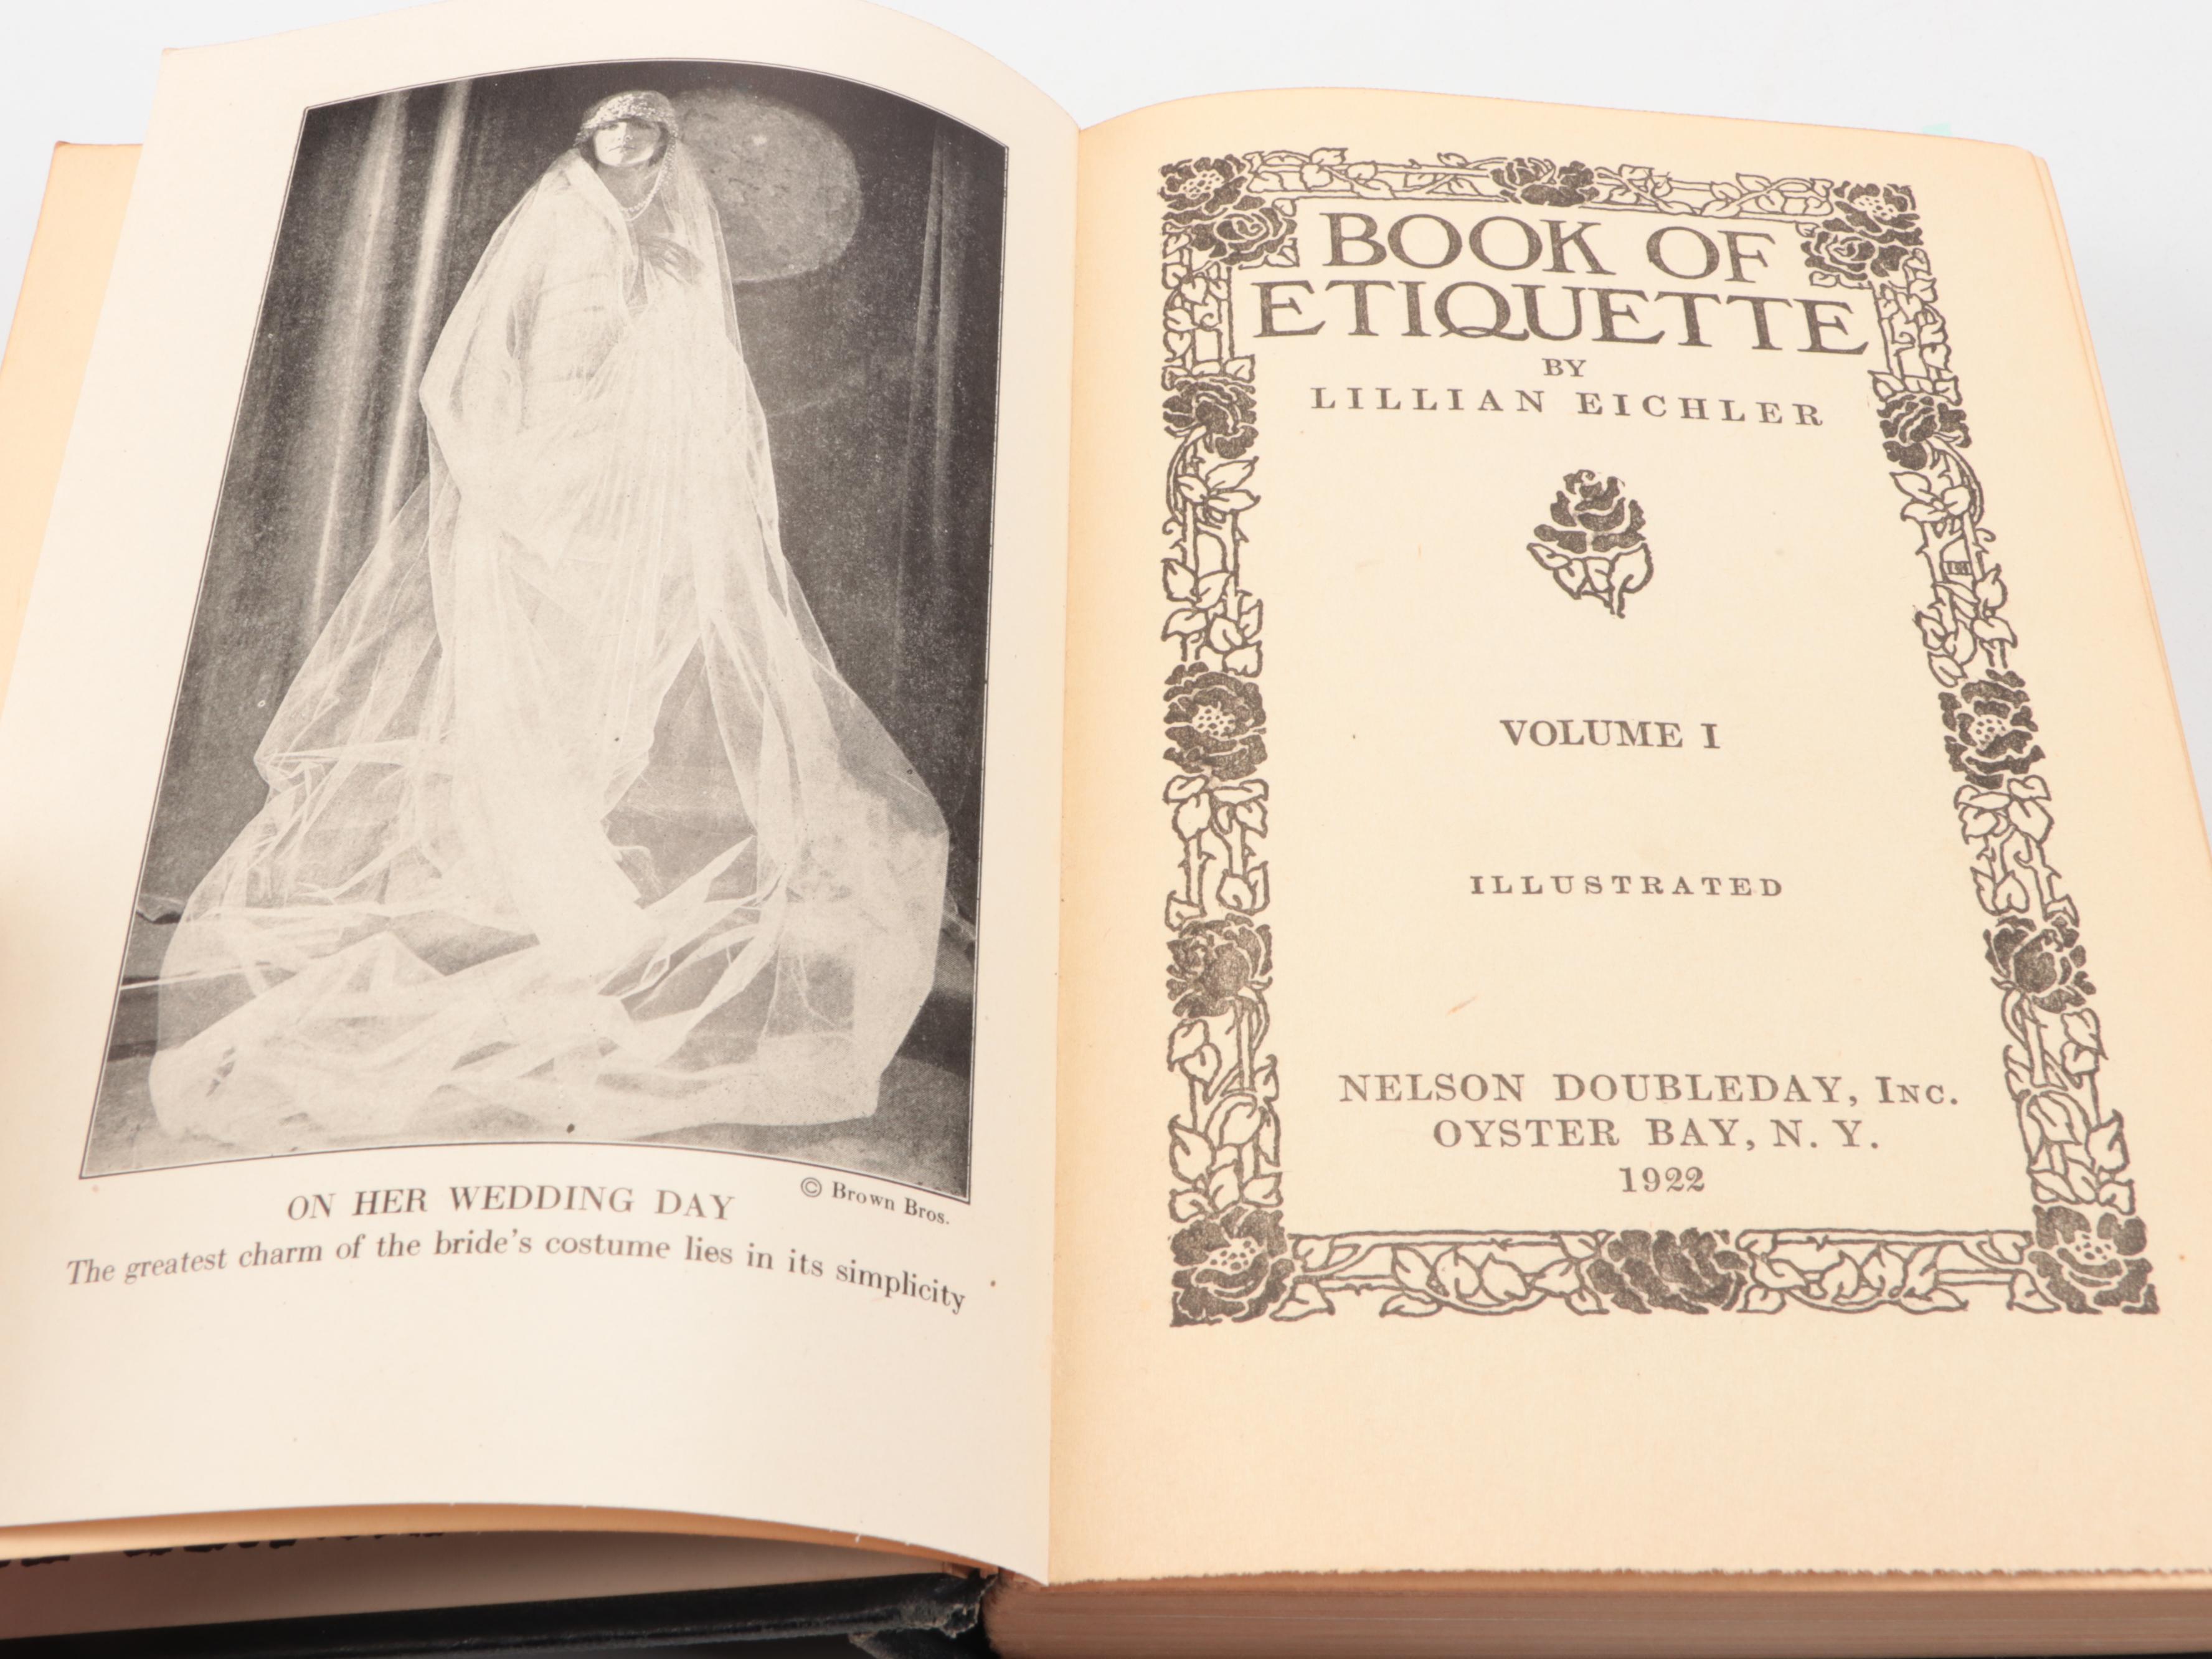 ON HER WEDDING DAY
© Brown Bros.
The greatest charm of the bride's costume lies in its simplicity
BOOK OF
ETIQUETTE
BY
LILLIAN EICHLER
VOLUME I
ILLUSTRATED
NELSON DOUBLEDAY, INC.
OYSTER BAY, N. Y.
1922